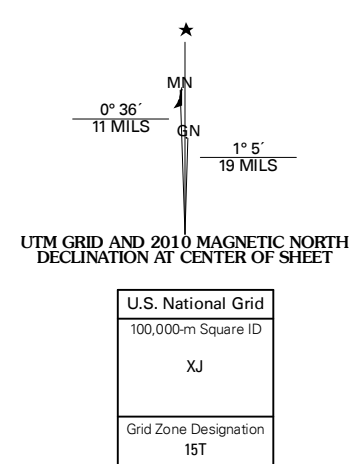 MN
0° 36´
11 MILS
GN
1° 5´
19 MILS
UTM GRID AND 2010 MAGNETIC NORTH
DECLINATION AT CENTER OF SHEET
U.S. National Grid
100,000-m Square ID
XJ
Grid Zone Designation
15T